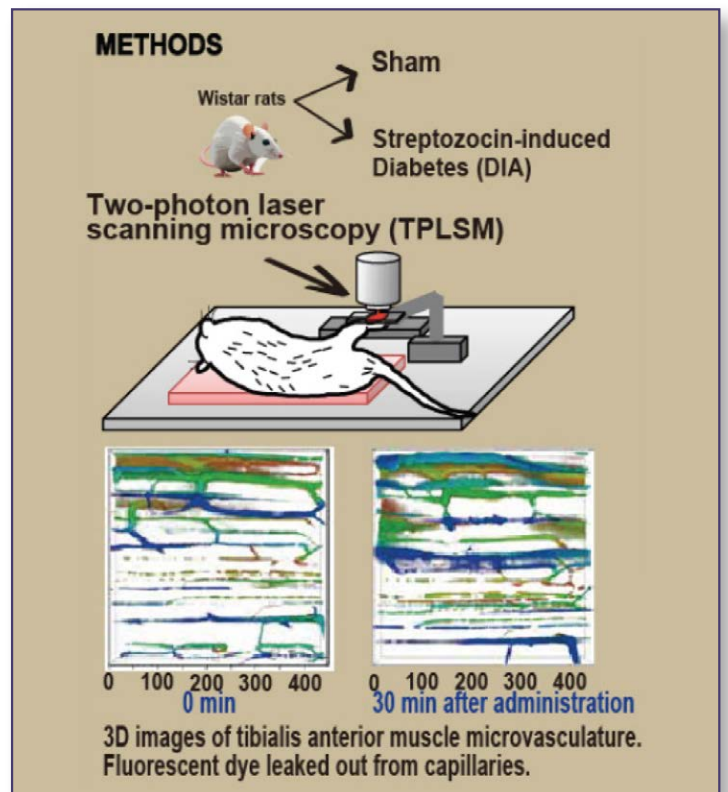 METHODS
Sham
Wistar rats
Streptozocin-induced
Diabetes (DIA)
Two-photon laser
scanning microscopy (TPLSM)
0 100 200 300 400
0 min
0 100 200 300 400
30 min after administration
3D images of tibialis anterior muscle microvasculature.
Fluorescent dye leaked out from capillaries.